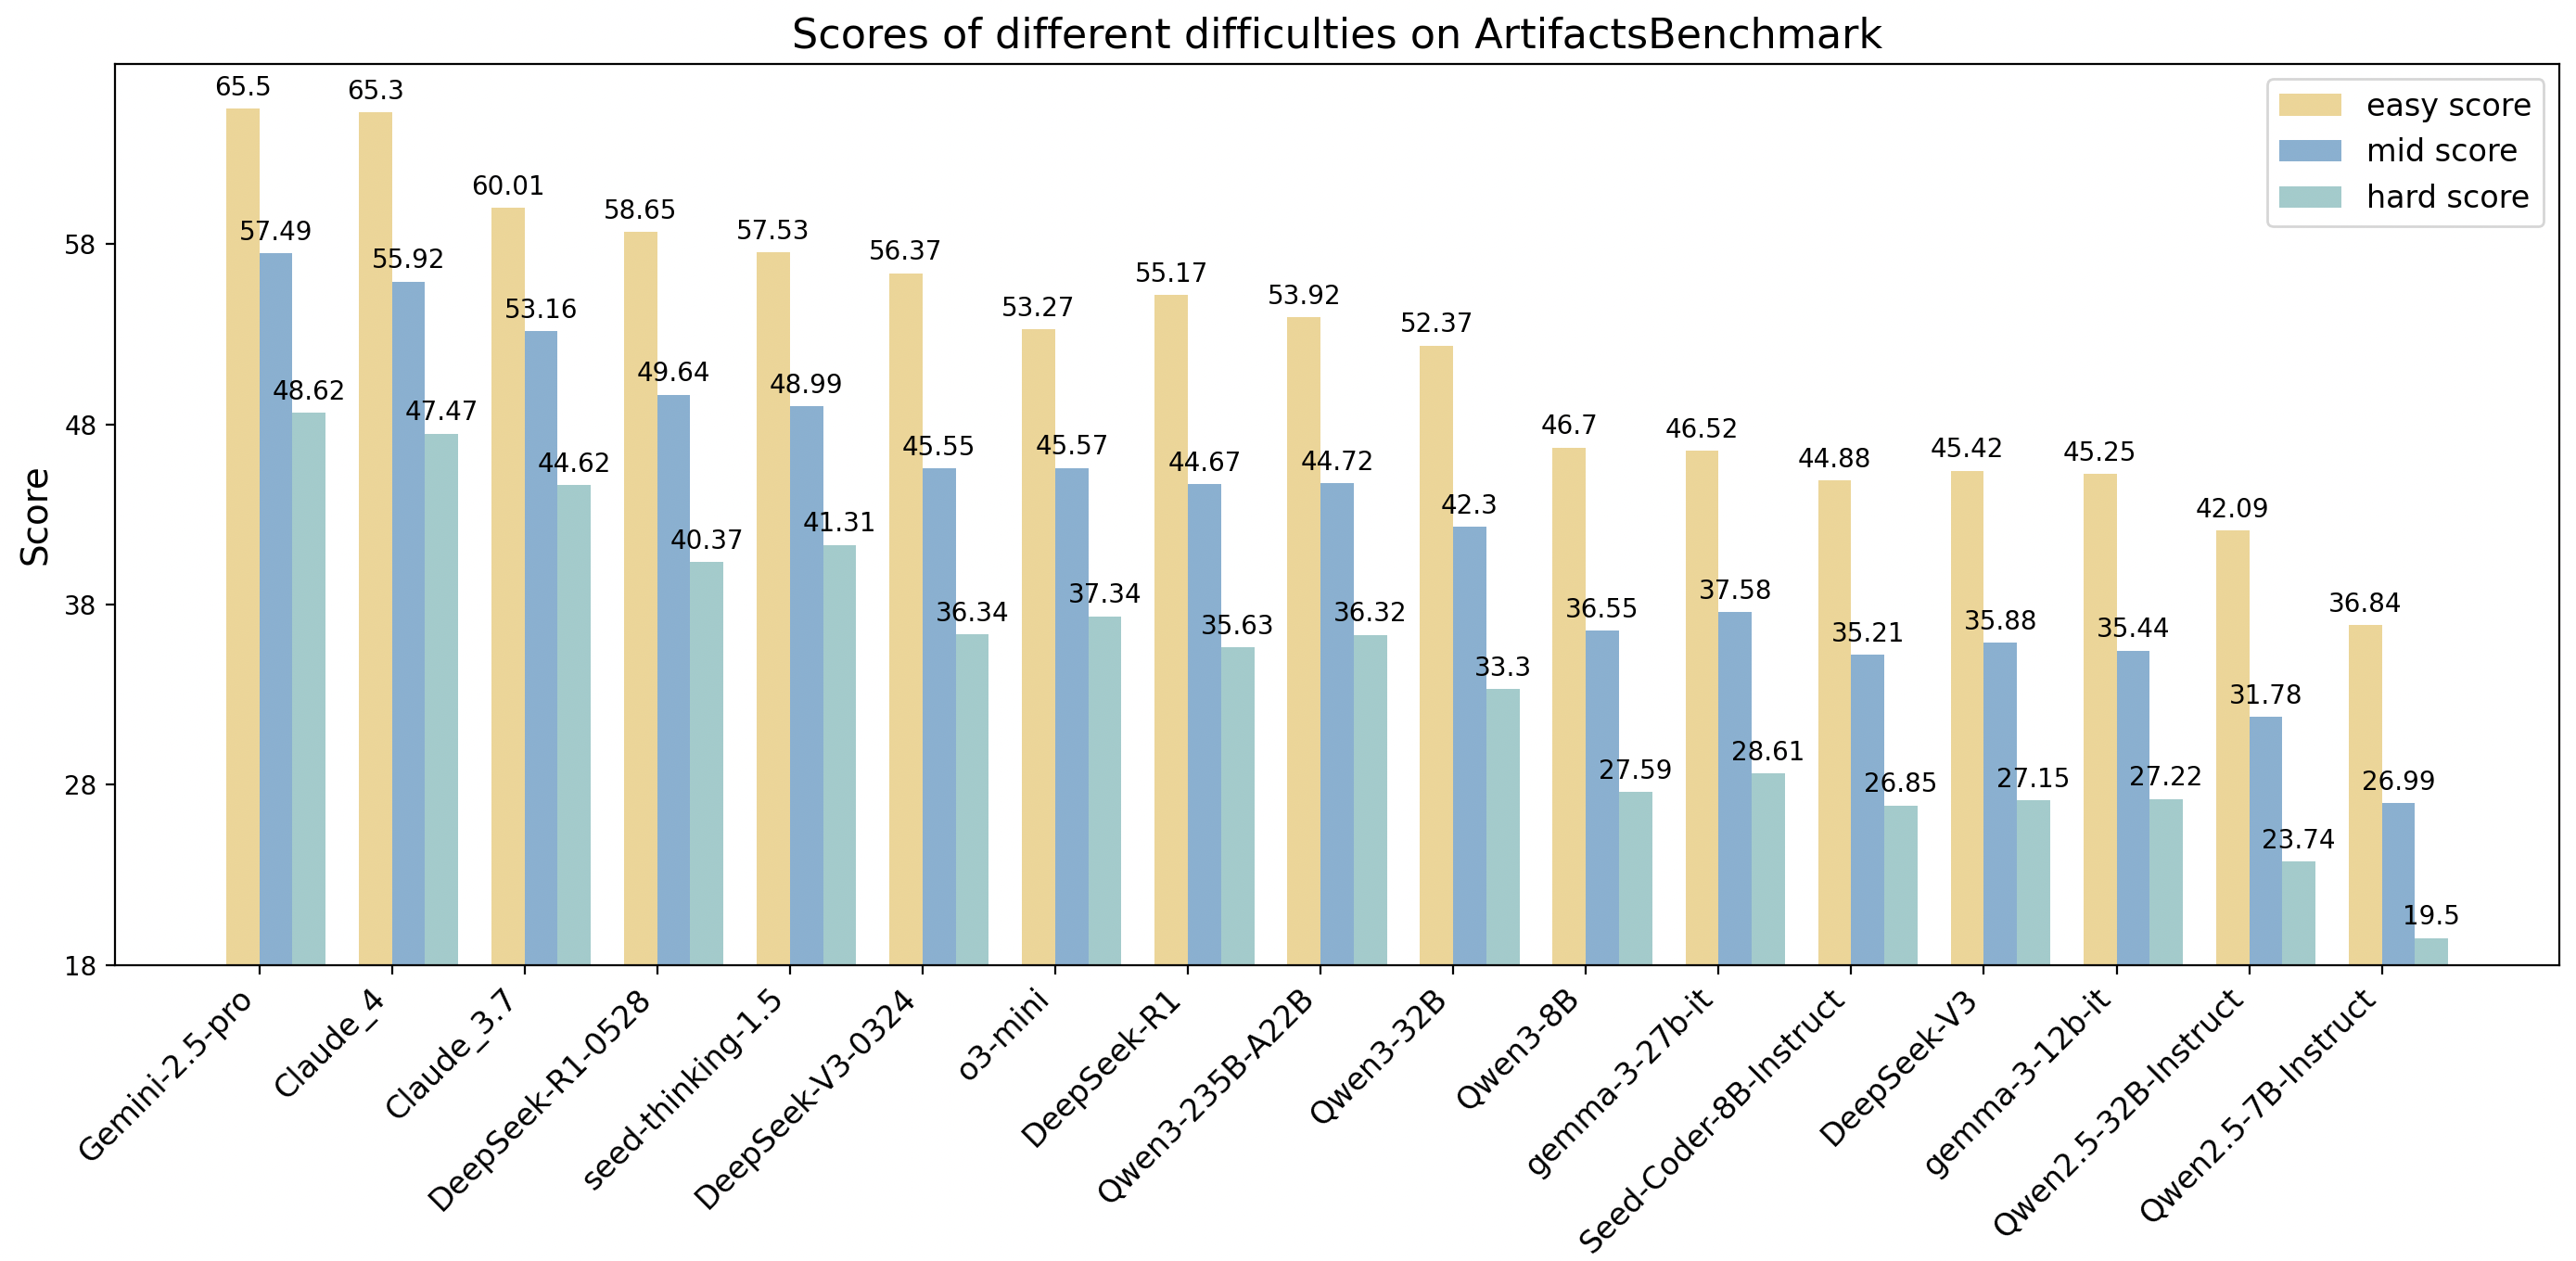 Scores of different difficulties on ArtifactsBenchmark
easy score
mid score
hard score
Score
58
48
38
28
18
65.5
57.49
48.62
65.3
55.92
47.47
60.01
53.16
44.62
58.65
49.64
40.37
57.53
48.99
41.31
56.37
45.55
36.34
53.27
45.57
37.34
55.17
44.67
35.63
53.92
44.72
36.32
52.37
42.3
33.3
46.7
36.55
27.59
46.52
37.58
28.61
44.88
35.21
26.85
45.42
35.88
27.15
45.25
35.44
27.22
42.09
31.78
23.74
36.84
26.99
19.5
Gemini-2.5-pro
Claude_4
Claude_3.7
DeepSeek-R1-0528
seed-thinking-1.5
DeepSeek-V3-0324
o3-mini
DeepSeek-R1
Qwen3-235B-A22B
Qwen3-32B
Qwen3-8B
gemma-3-27b-it
Seed-Coder-8B-Instruct
DeepSeek-V3
gemma-3-12b-it
Qwen2.5-32B-Instruct
Qwen2.5-7B-Instruct